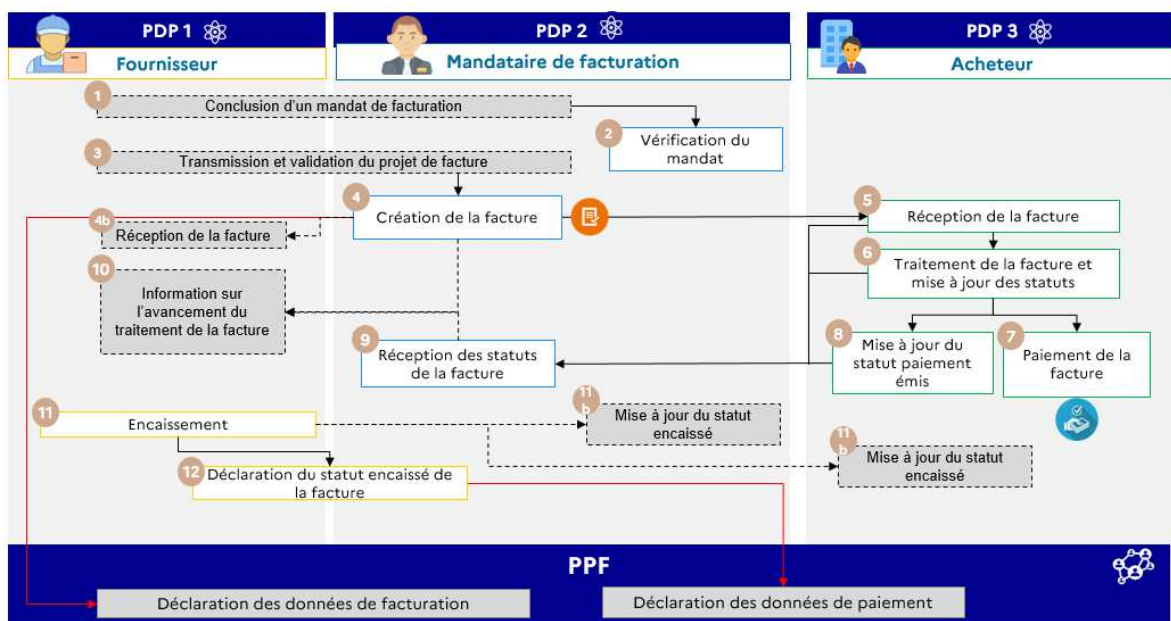 PDP 1
PDP 2
PDP 3
Fournisseur
Mandataire de facturation
Acheteur
1
Conclusion d'un mandat de facturation
2
Vérification du
mandat
3
Transmission et validation du projet de facture
4
Création de la facture
4b
Réception de la facture
5
Réception de la facture
6
Traitement de la facture et
mise à jour des statuts
10
Information sur
l'avancement du
traitement de la facture
9
Réception des statuts
de la facture
8
Mise à jour du
statut paiement
émis
7
Paiement de la
facture
11
Encaissement
11
b
Mise à jour du statut
encaissé
11
b
Mise à jour du statut
encaissé
12
Déclaration du statut encaissé de
la facture
PPF
Déclaration des données de facturation
Déclaration des données de paiement